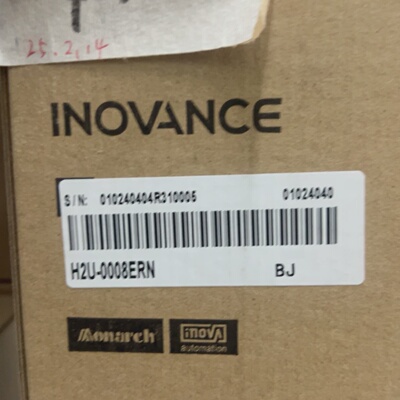 '25.2.14
INOVANCE
S/N: 010240404R310005 01024040
H2U-0008ERN BJ
Monarch inova
automation